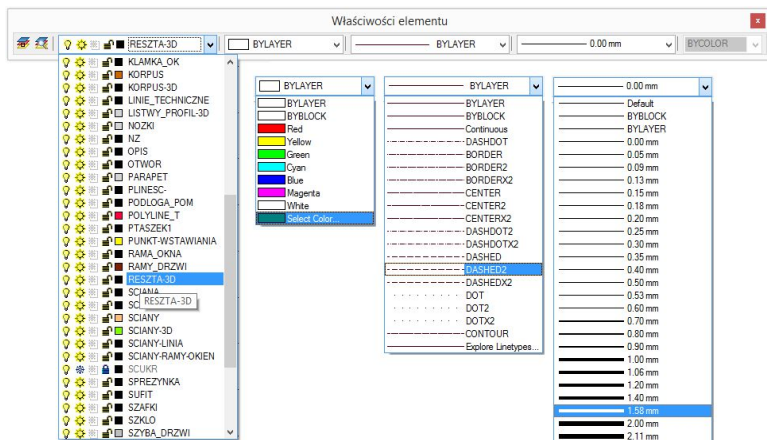 Właściwości elementu
x
RESZTA-3D
BYLAYER
BYLAYER
0.00 mm
BYCOLOR
KLAMKA_OK
KORPUS
KORPUS-3D
LINIE_TECHNICZNE
LISTWY_PROFIL-3D
NOZKI
NZ
OPIS
OTWOR
PARAPET
PLINESC-
PODLOGA_POM
POLYLINE_T
PTASZEK1
PUNKT-WSTAWIANIA
RAMA_OKNA
RAMY_DRZWI
RESZTA-3D
SCIANA
SC
RESZTA-3D
SCIANY
SCIANY-3D
SCIANY-LINIA
SCIANY-RAMY-OKIEN
SCUKR
SPREZYNKA
SUFIT
SZAFKI
SZKLO
SZYBA_DRZWI
BYLAYER
BYLAYER
BYBLOCK
Red
Yellow
Green
Cyan
Blue
Magenta
White
Select Color...
BYLAYER
BYLAYER
BYBLOCK
Continuous
DASHDOT
BORDER
BORDER2
BORDERX2
CENTER
CENTER2
CENTERX2
DASHDOT2
DASHDOTX2
DASHED
DASHED2
DASHEDX2
DOT
DOT2
DOTX2
CONTOUR
Explore Linetypes...
0.00 mm
Default
BYBLOCK
BYLAYER
0.00 mm
0.05 mm
0.09 mm
0.13 mm
0.15 mm
0.18 mm
0.20 mm
0.25 mm
0.30 mm
0.35 mm
0.40 mm
0.50 mm
0.53 mm
0.60 mm
0.70 mm
0.80 mm
0.90 mm
1.00 mm
1.06 mm
1.20 mm
1.40 mm
1.58 mm
2.00 mm
2.11 mm